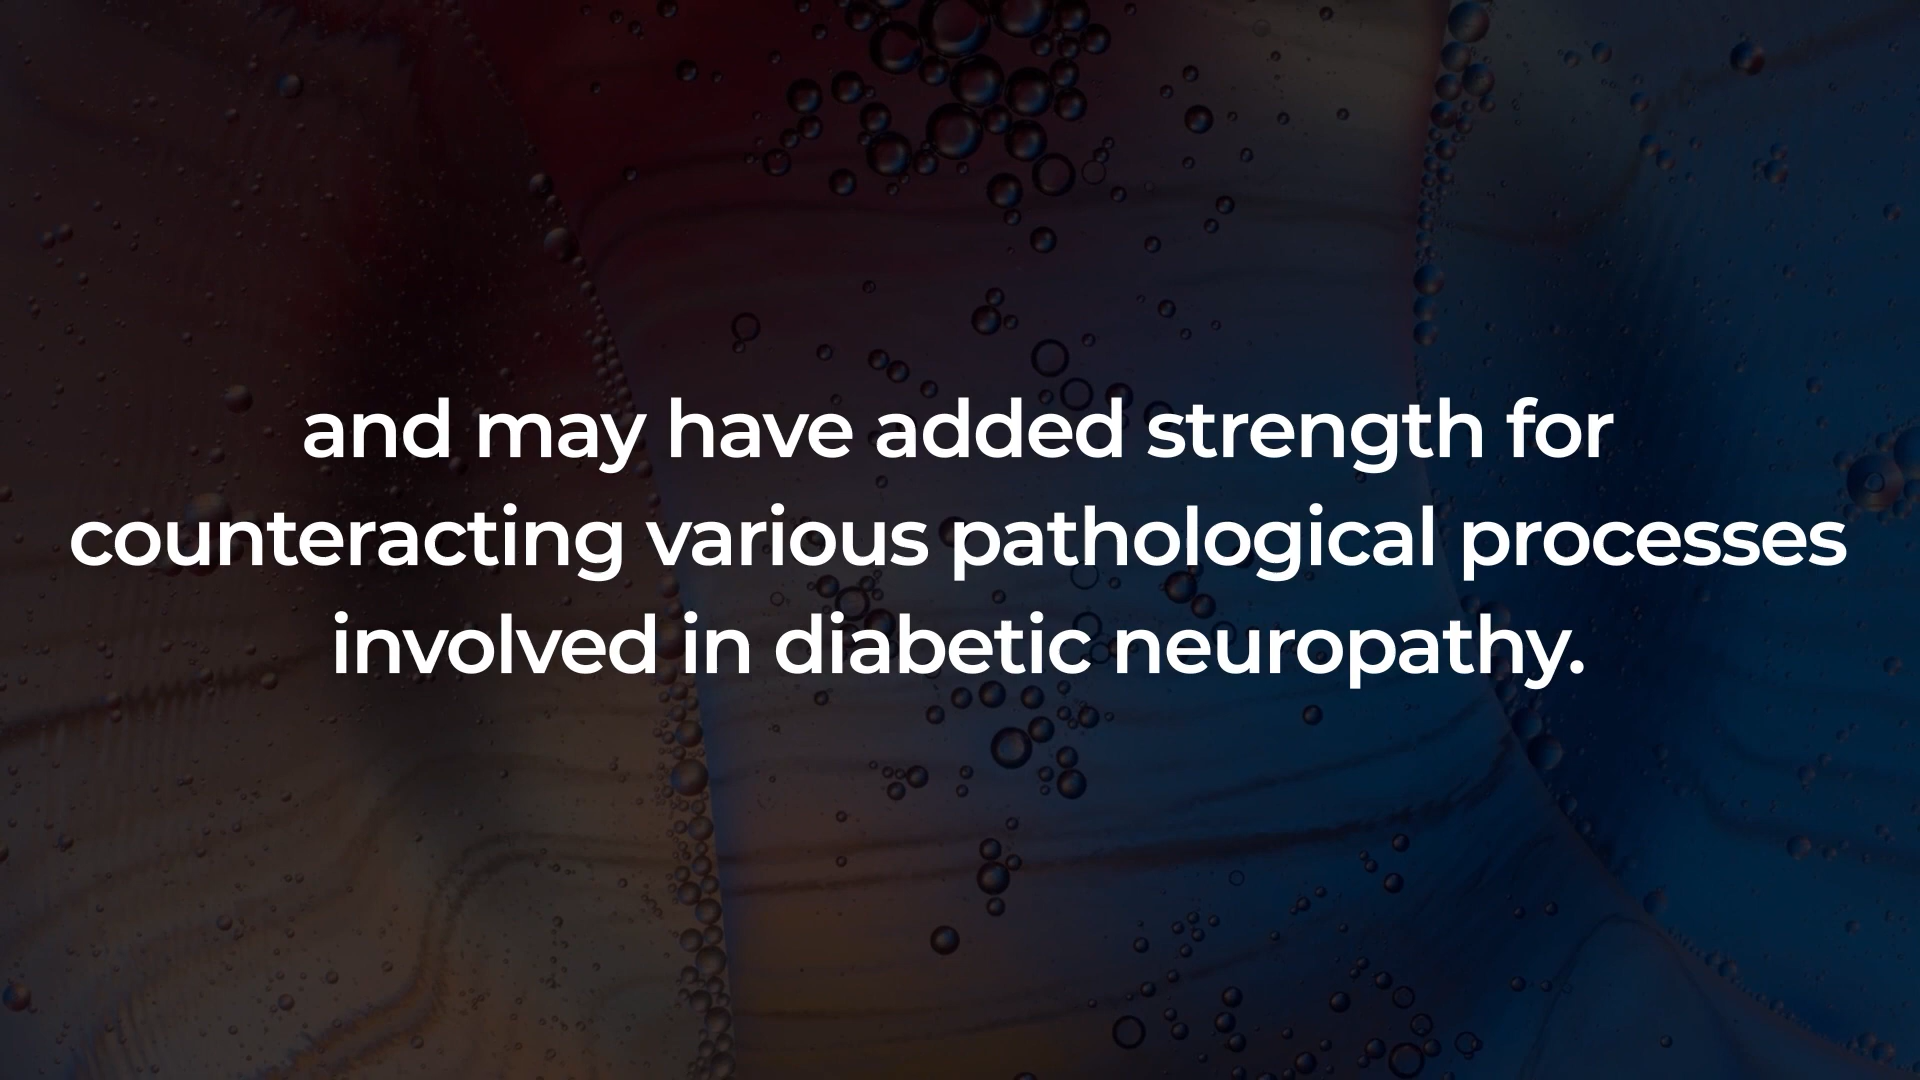 and may have added strength for
counteracting various pathological processes
involved in diabetic neuropathy.